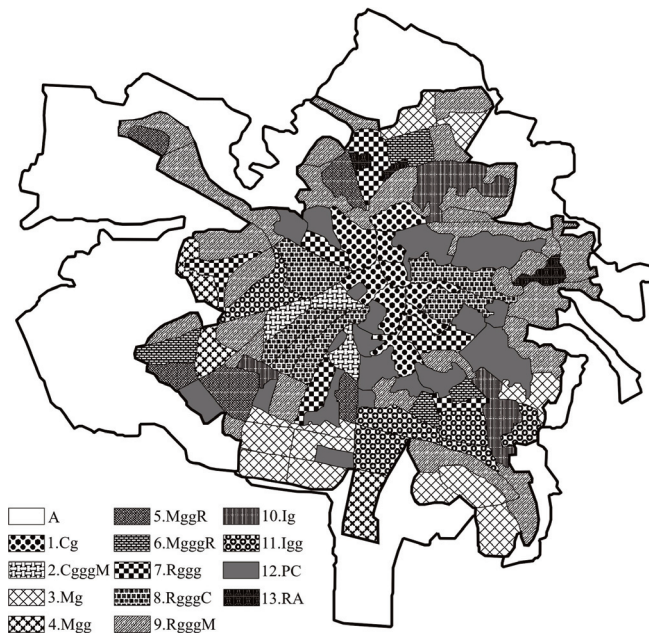 A
1.Cg
2.CgggM
3.Mg
4.Mgg
5.MggR
6.MgggR
7.Rggg
8.RgggC
9.RgggM
10.Ig
11.Igg
12.PC
13.RA